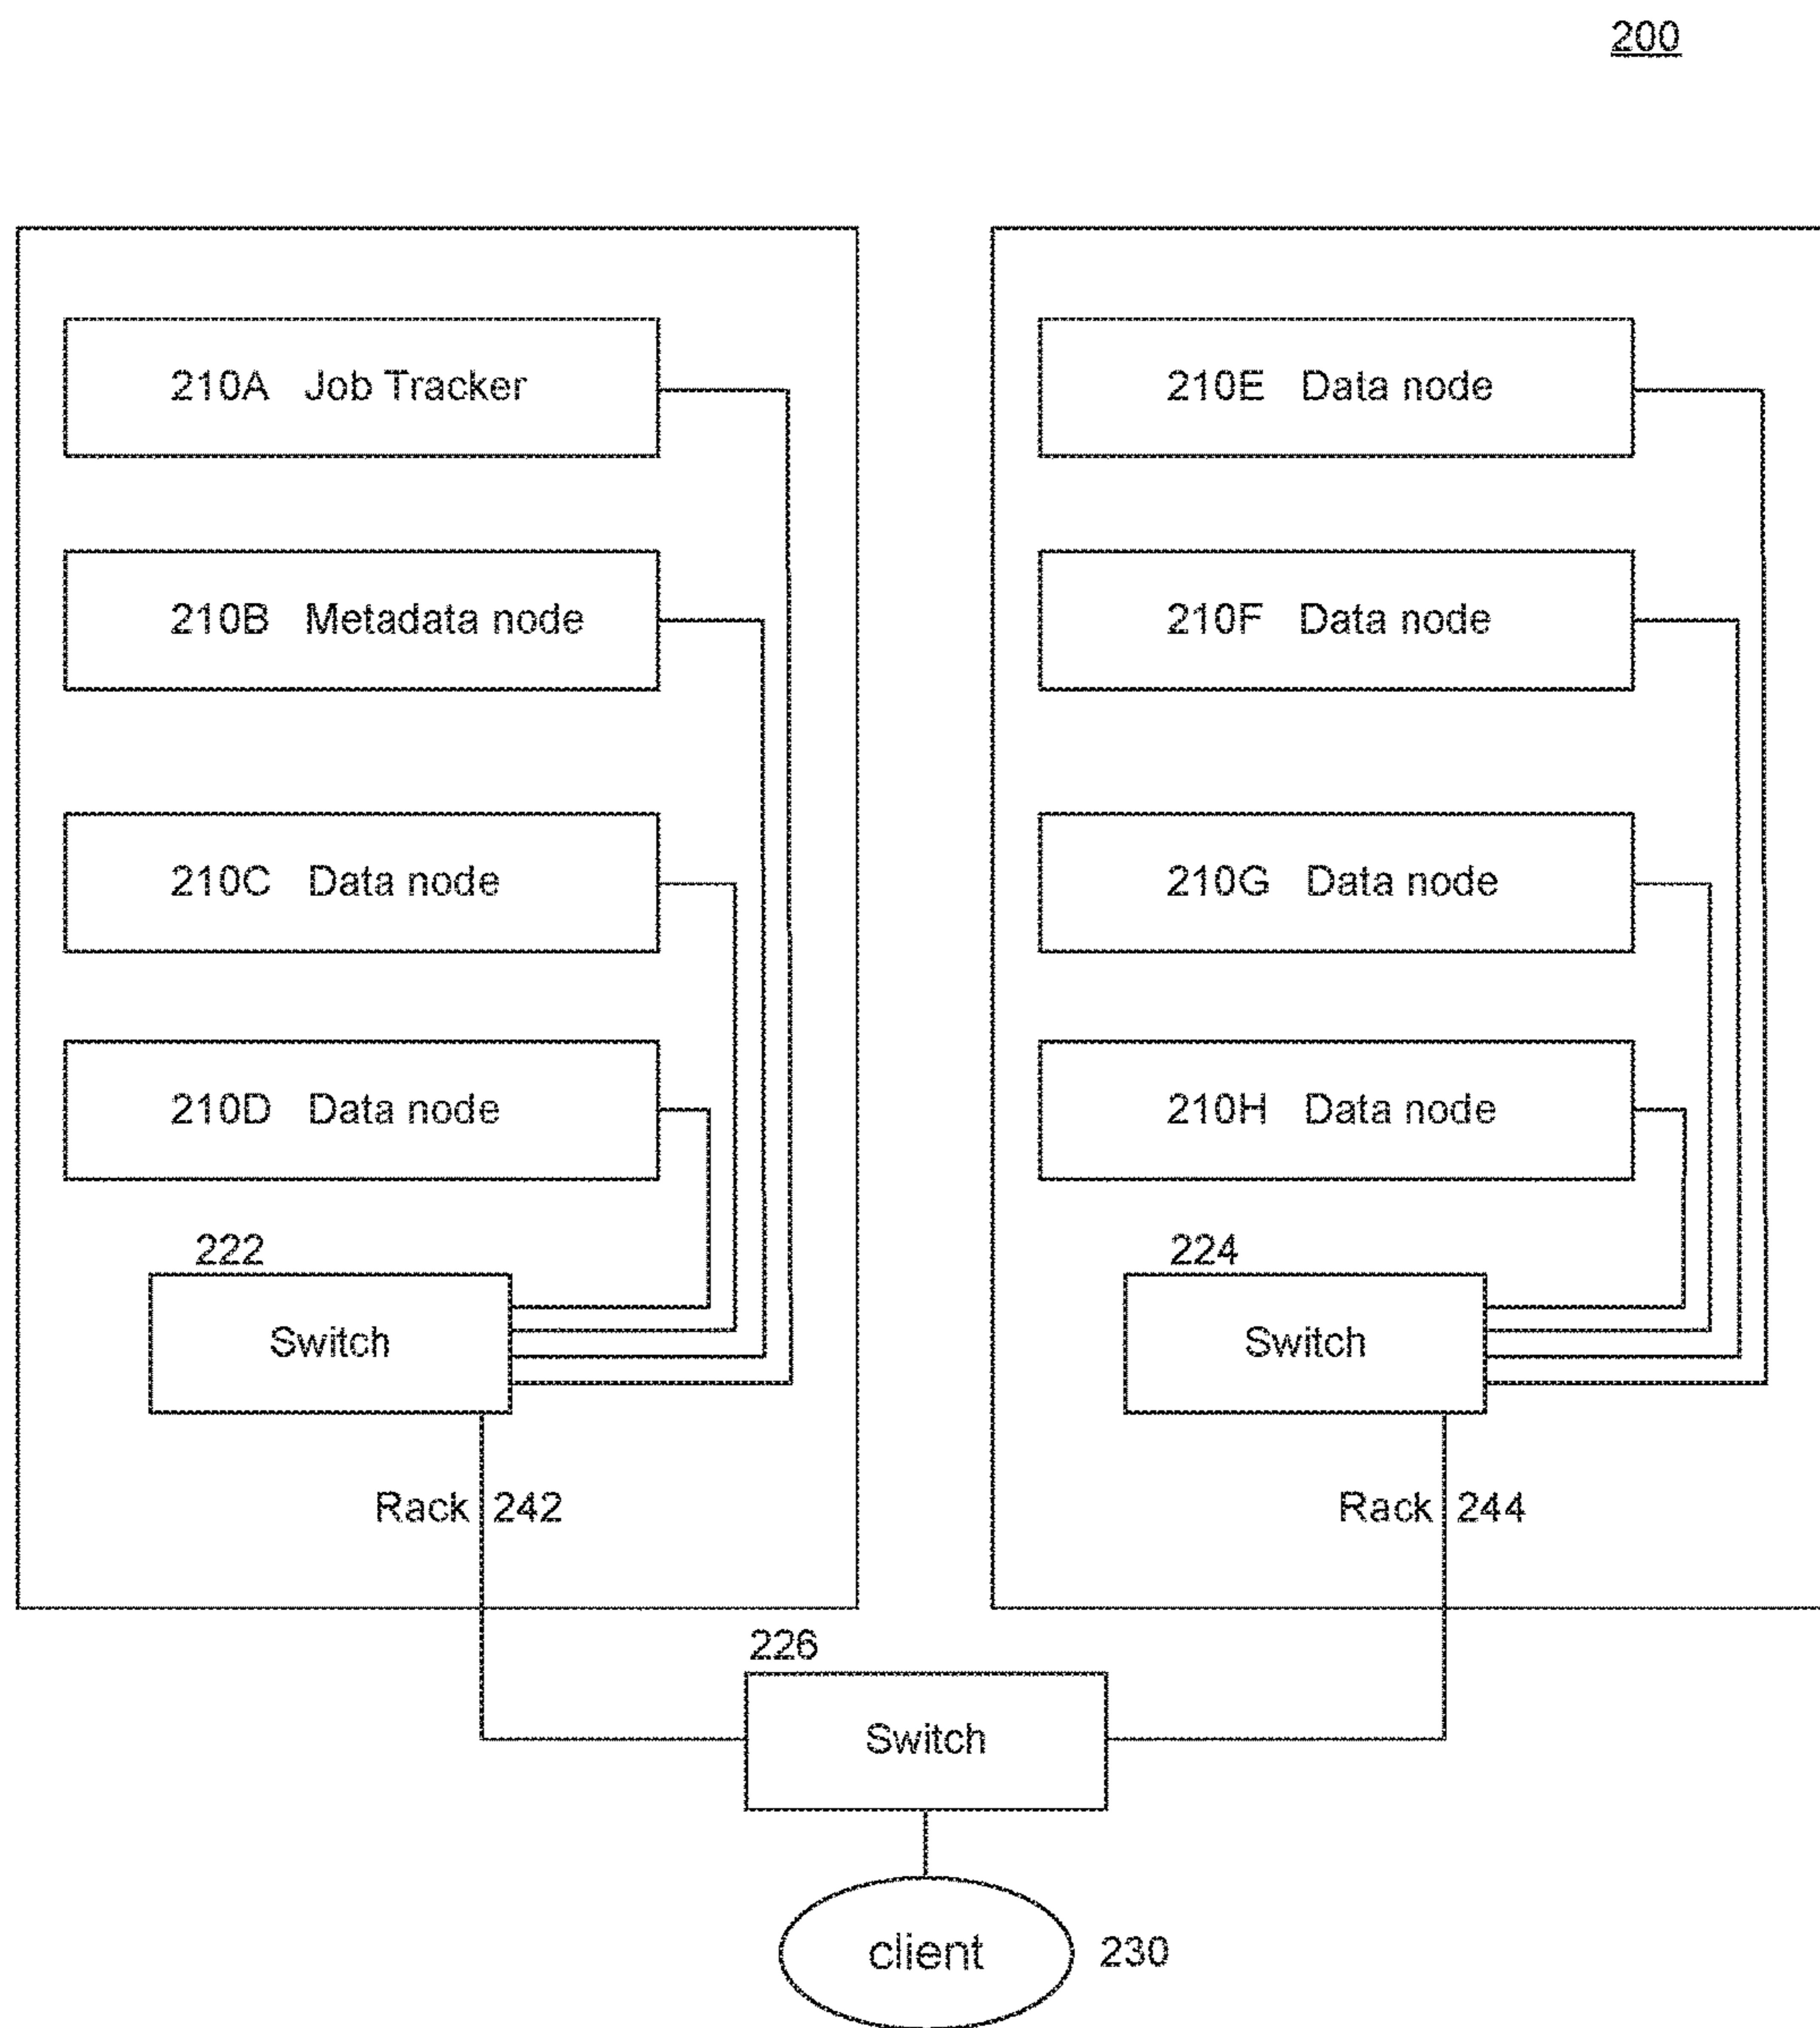 200
210A Job Tracker
210B Metadata node
210C Data node
210D Data node
222
Switch
Rack 242
210E Data node
210F Data node
210G Data node
210H Data node
224
Switch
Rack 244
226
Switch
client
230